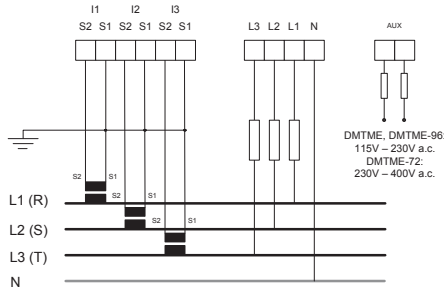 I1 I2 I3
S2 S1 S2 S1 S2 S1 L3 L2 L1 N AUX
DMTME, DMTME-96:
115V – 230V a.c.
DMTME-72:
230V – 400V a.c.
S2 S1
L1 (R) S2 S1
L2 (S) S2 S1
L3 (T)
N